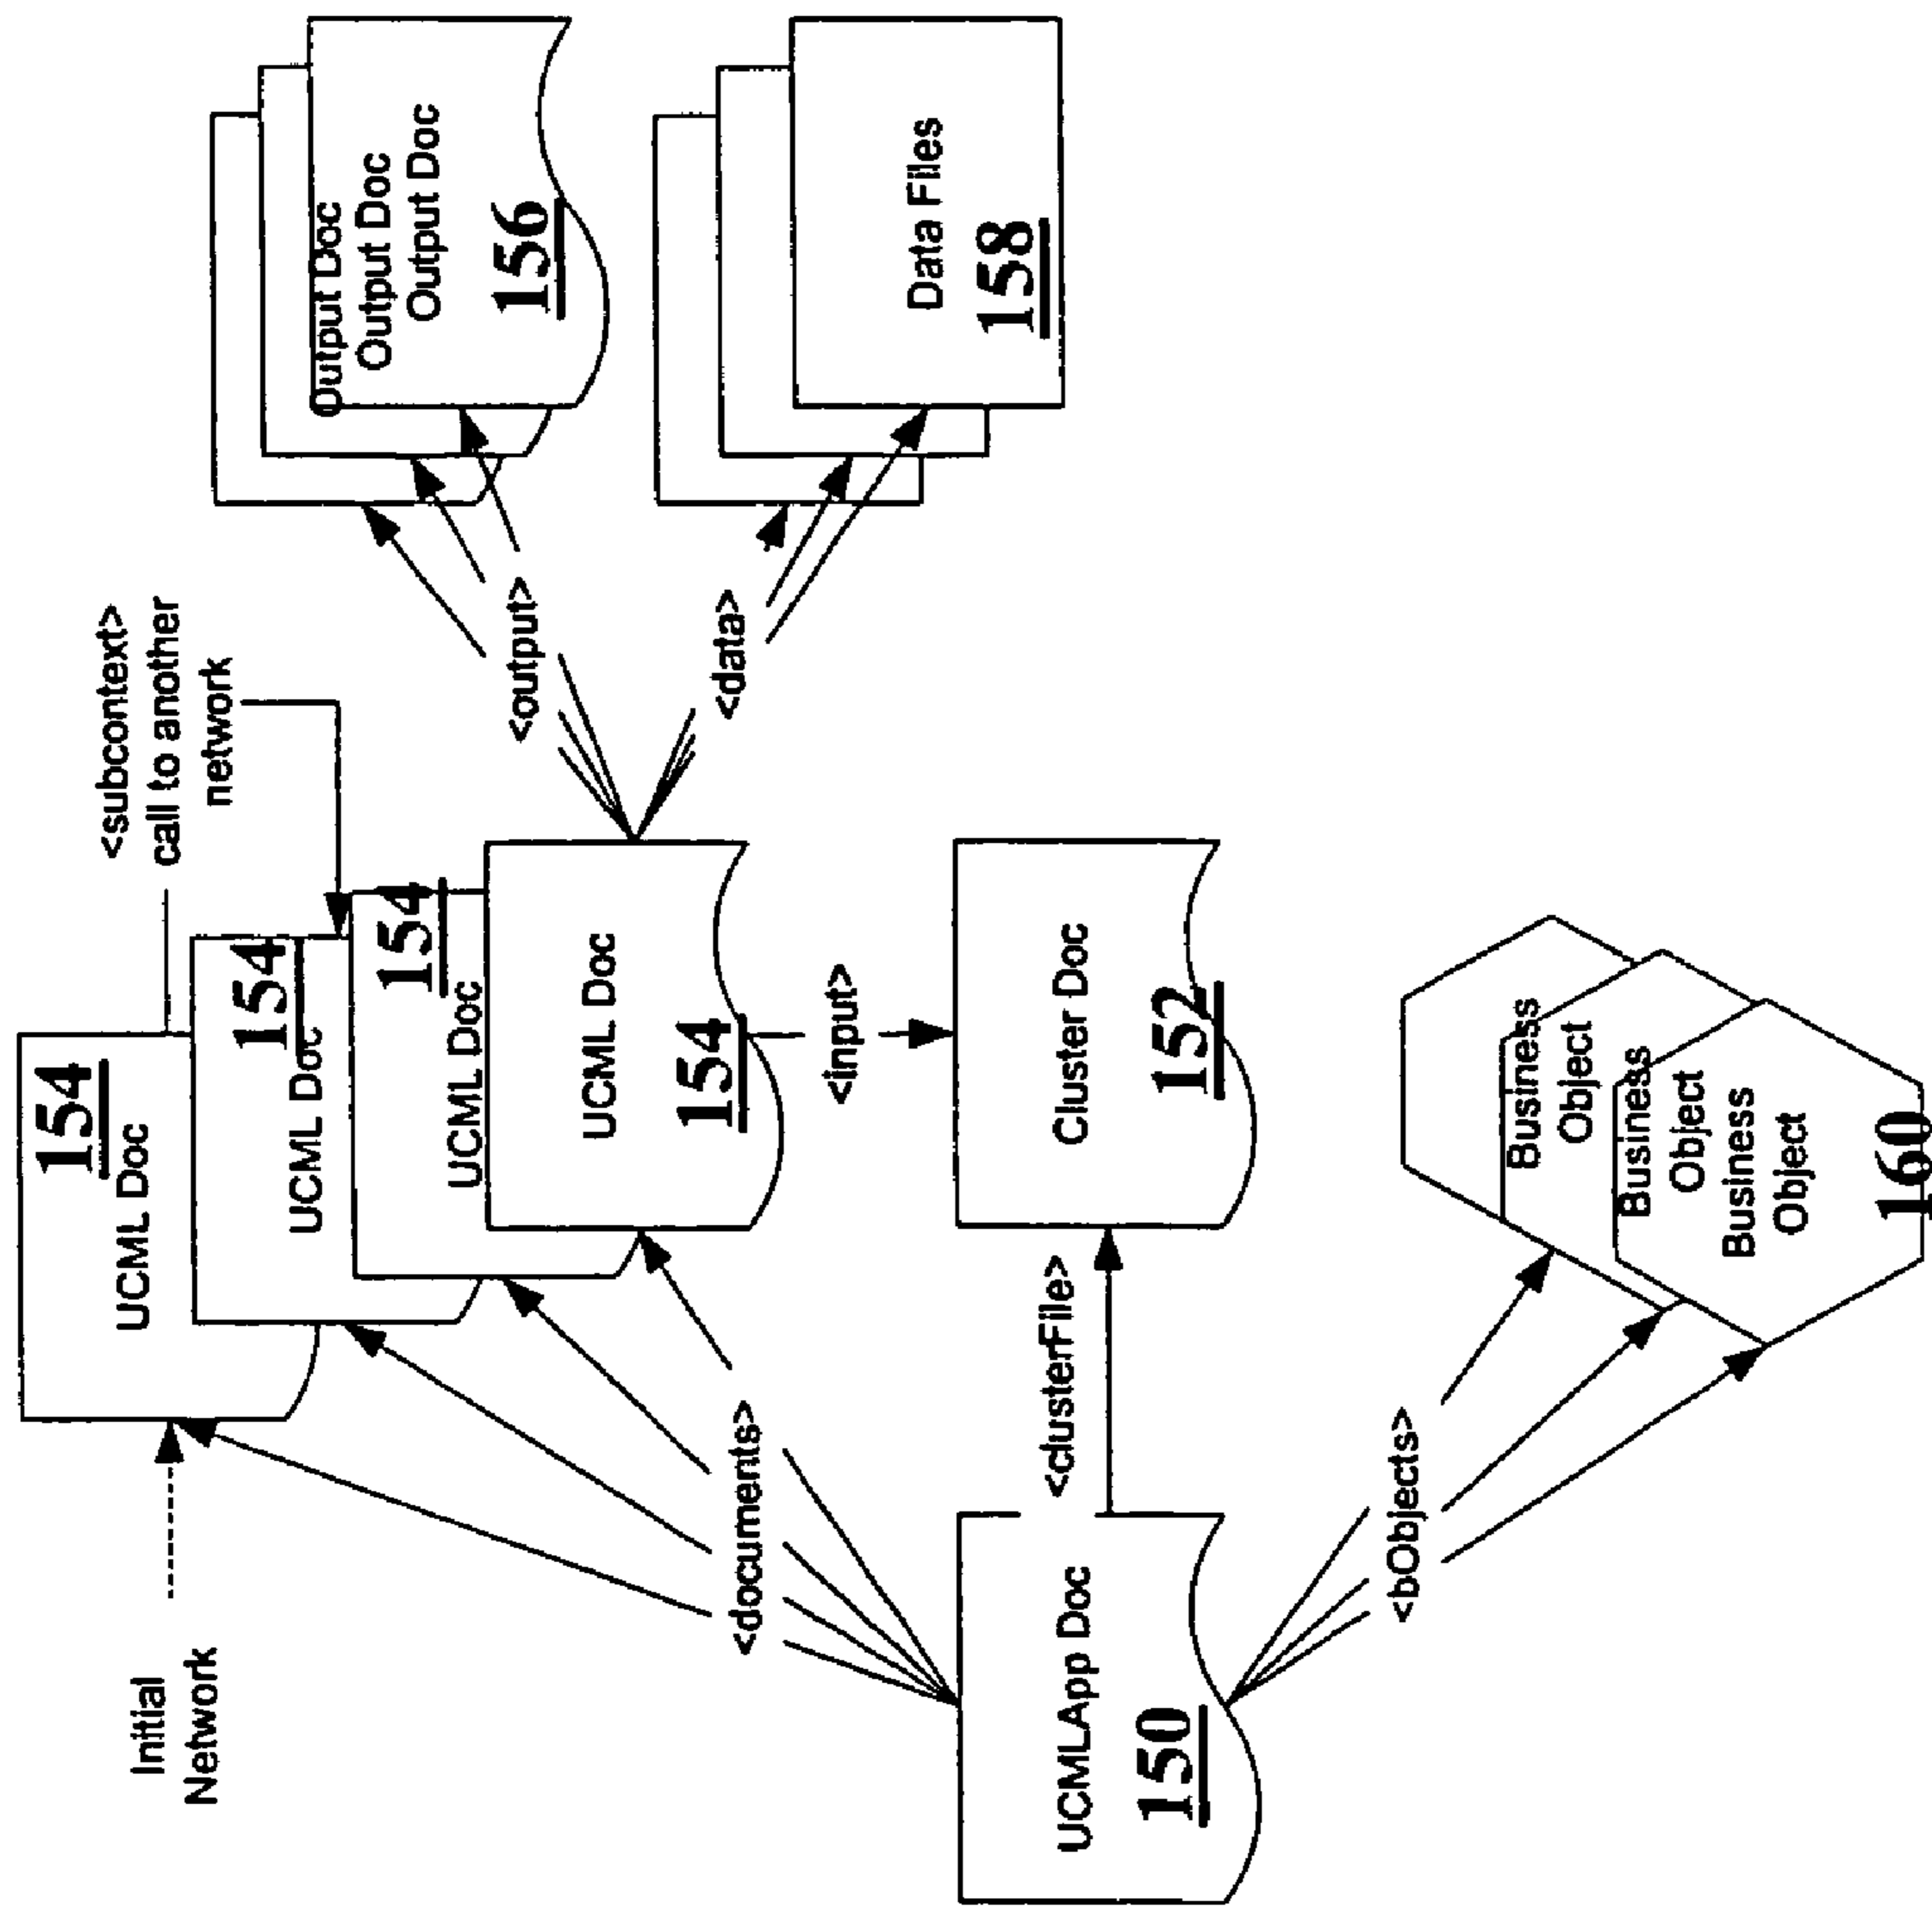 <subcontext>
call to another
network
Initial
Network
154
UCML Doc
154
UCML Doc
154
UCML Doc
UCML Doc
154
Output Doc
Output Doc
Output Doc
156
<output>
<data>
Data Files
158
<documents>
<input>
UCMLApp Doc
150
<clusterFile>
Cluster Doc
152
<bObjects>
Business
Object
Business
Object
Business
Object
160